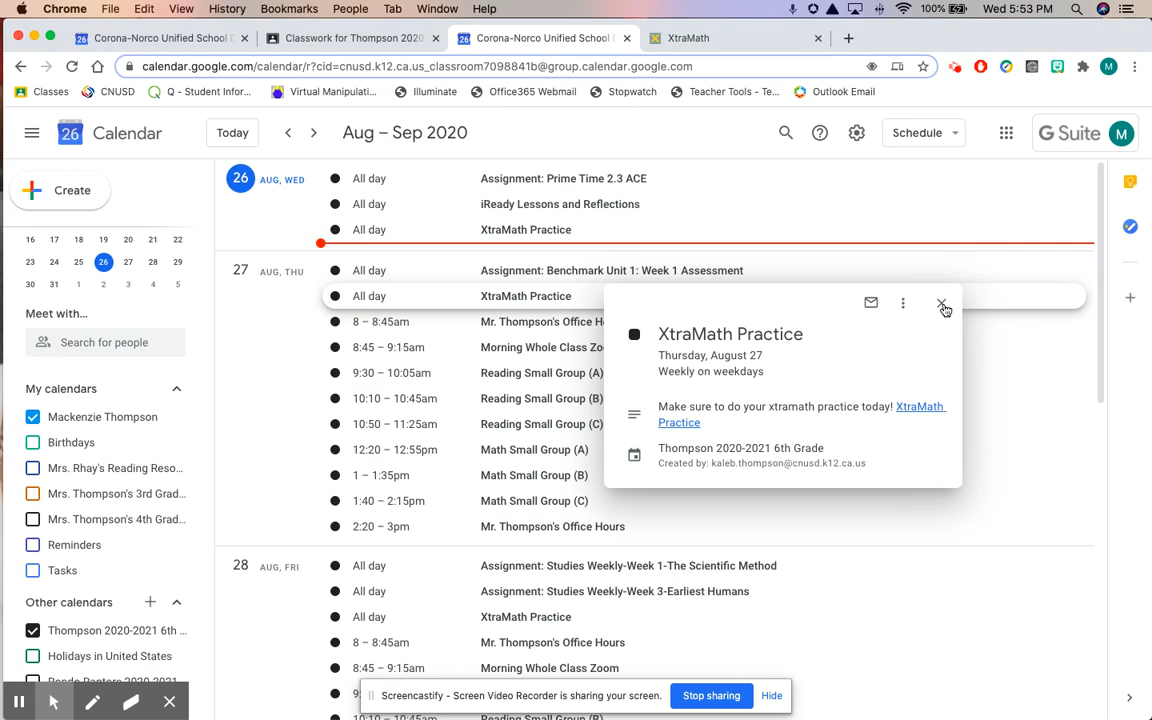 Chrome File Edit View History Bookmarks People Tab Window Help 100% Wed 5:53 PM
Corona-Norco Unified School D Classwork for Thompson 2020 Corona-Norco Unified School D XtraMath
calendar.google.com/calendar/r?cid=cnusd.k12.ca.us_classroom7098841b@group.calendar.google.com M
Classes CNUSD Q - Student Infor... Virtual Manipulati... Illuminate Office365 Webmail Stopwatch Teacher Tools - Te... Outlook Email
26 Calendar Today Aug – Sep 2020 Schedule G Suite M
Create
16 17 18 19 20 21 22
23 24 25 26 27 28 29
30 31 1 2 3 4 5
Meet with...
Search for people
My calendars
Mackenzie Thompson
Birthdays
Mrs. Rhay's Reading Reso...
Mrs. Thompson's 3rd Grad...
Mrs. Thompson's 4th Grad...
Reminders
Tasks
Other calendars
Thompson 2020-2021 6th ...
Holidays in United States
26 AUG, WED All day Assignment: Prime Time 2.3 ACE
All day iReady Lessons and Reflections
All day XtraMath Practice
27 AUG, THU All day Assignment: Benchmark Unit 1: Week 1 Assessment
All day XtraMath Practice
8 – 8:45am Mr. Thompson's Office H
8:45 – 9:15am Morning Whole Class Zo
9:30 – 10:05am Reading Small Group (A)
10:10 – 10:45am Reading Small Group (B)
10:50 – 11:25am Reading Small Group (C)
12:20 – 12:55pm Math Small Group (A)
1 – 1:35pm Math Small Group (B)
1:40 – 2:15pm Math Small Group (C)
2:20 – 3pm Mr. Thompson's Office Hours
XtraMath Practice
Thursday, August 27
Weekly on weekdays
Make sure to do your xtramath practice today! XtraMath
Practice
Thompson 2020-2021 6th Grade
Created by: kaleb.thompson@cnusd.k12.ca.us
28 AUG, FRI All day Assignment: Studies Weekly-Week 1-The Scientific Method
All day Assignment: Studies Weekly-Week 3-Earliest Humans
All day XtraMath Practice
8 – 8:45am Mr. Thompson's Office Hours
8:45 – 9:15am Morning Whole Class Zoom
Screencastify - Screen Video Recorder is sharing your screen. Stop sharing Hide